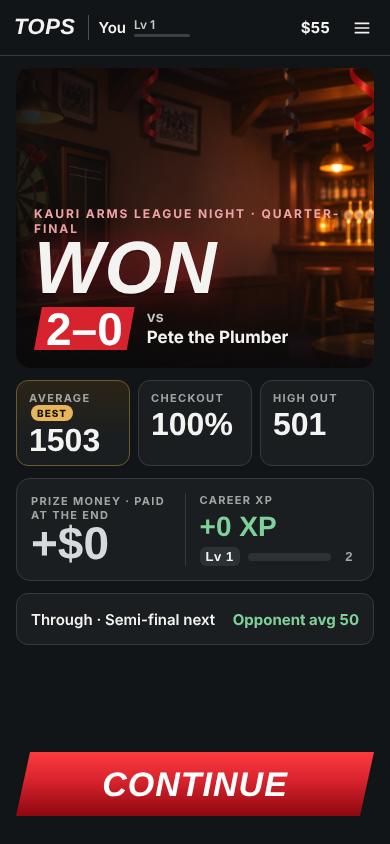 TOPS
You
Lv 1
$55
KAURI ARMS LEAGUE NIGHT · QUARTER-
FINAL
WON
2–0
VS
Pete the Plumber
AVERAGE
BEST
1503
CHECKOUT
100%
HIGH OUT
501
PRIZE MONEY · PAID
AT THE END
+$0
CAREER XP
+0 XP
Lv 1
2
Through · Semi-final next
Opponent avg 50
CONTINUE